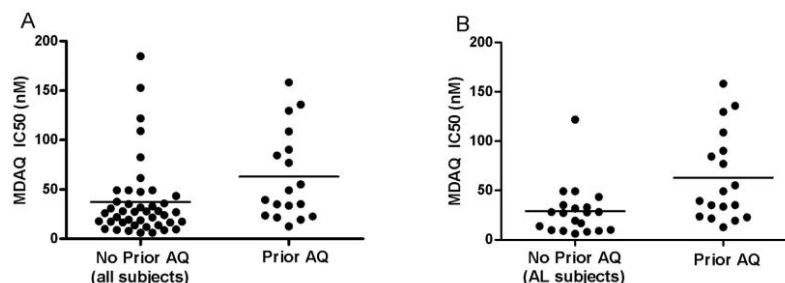 A
MDAQ IC50 (nM)
200
150
100
50
0
No Prior AQ
(all subjects)
Prior AQ
B
MDAQ IC50 (nM)
200
150
100
50
0
No Prior AQ
(AL subjects)
Prior AQ